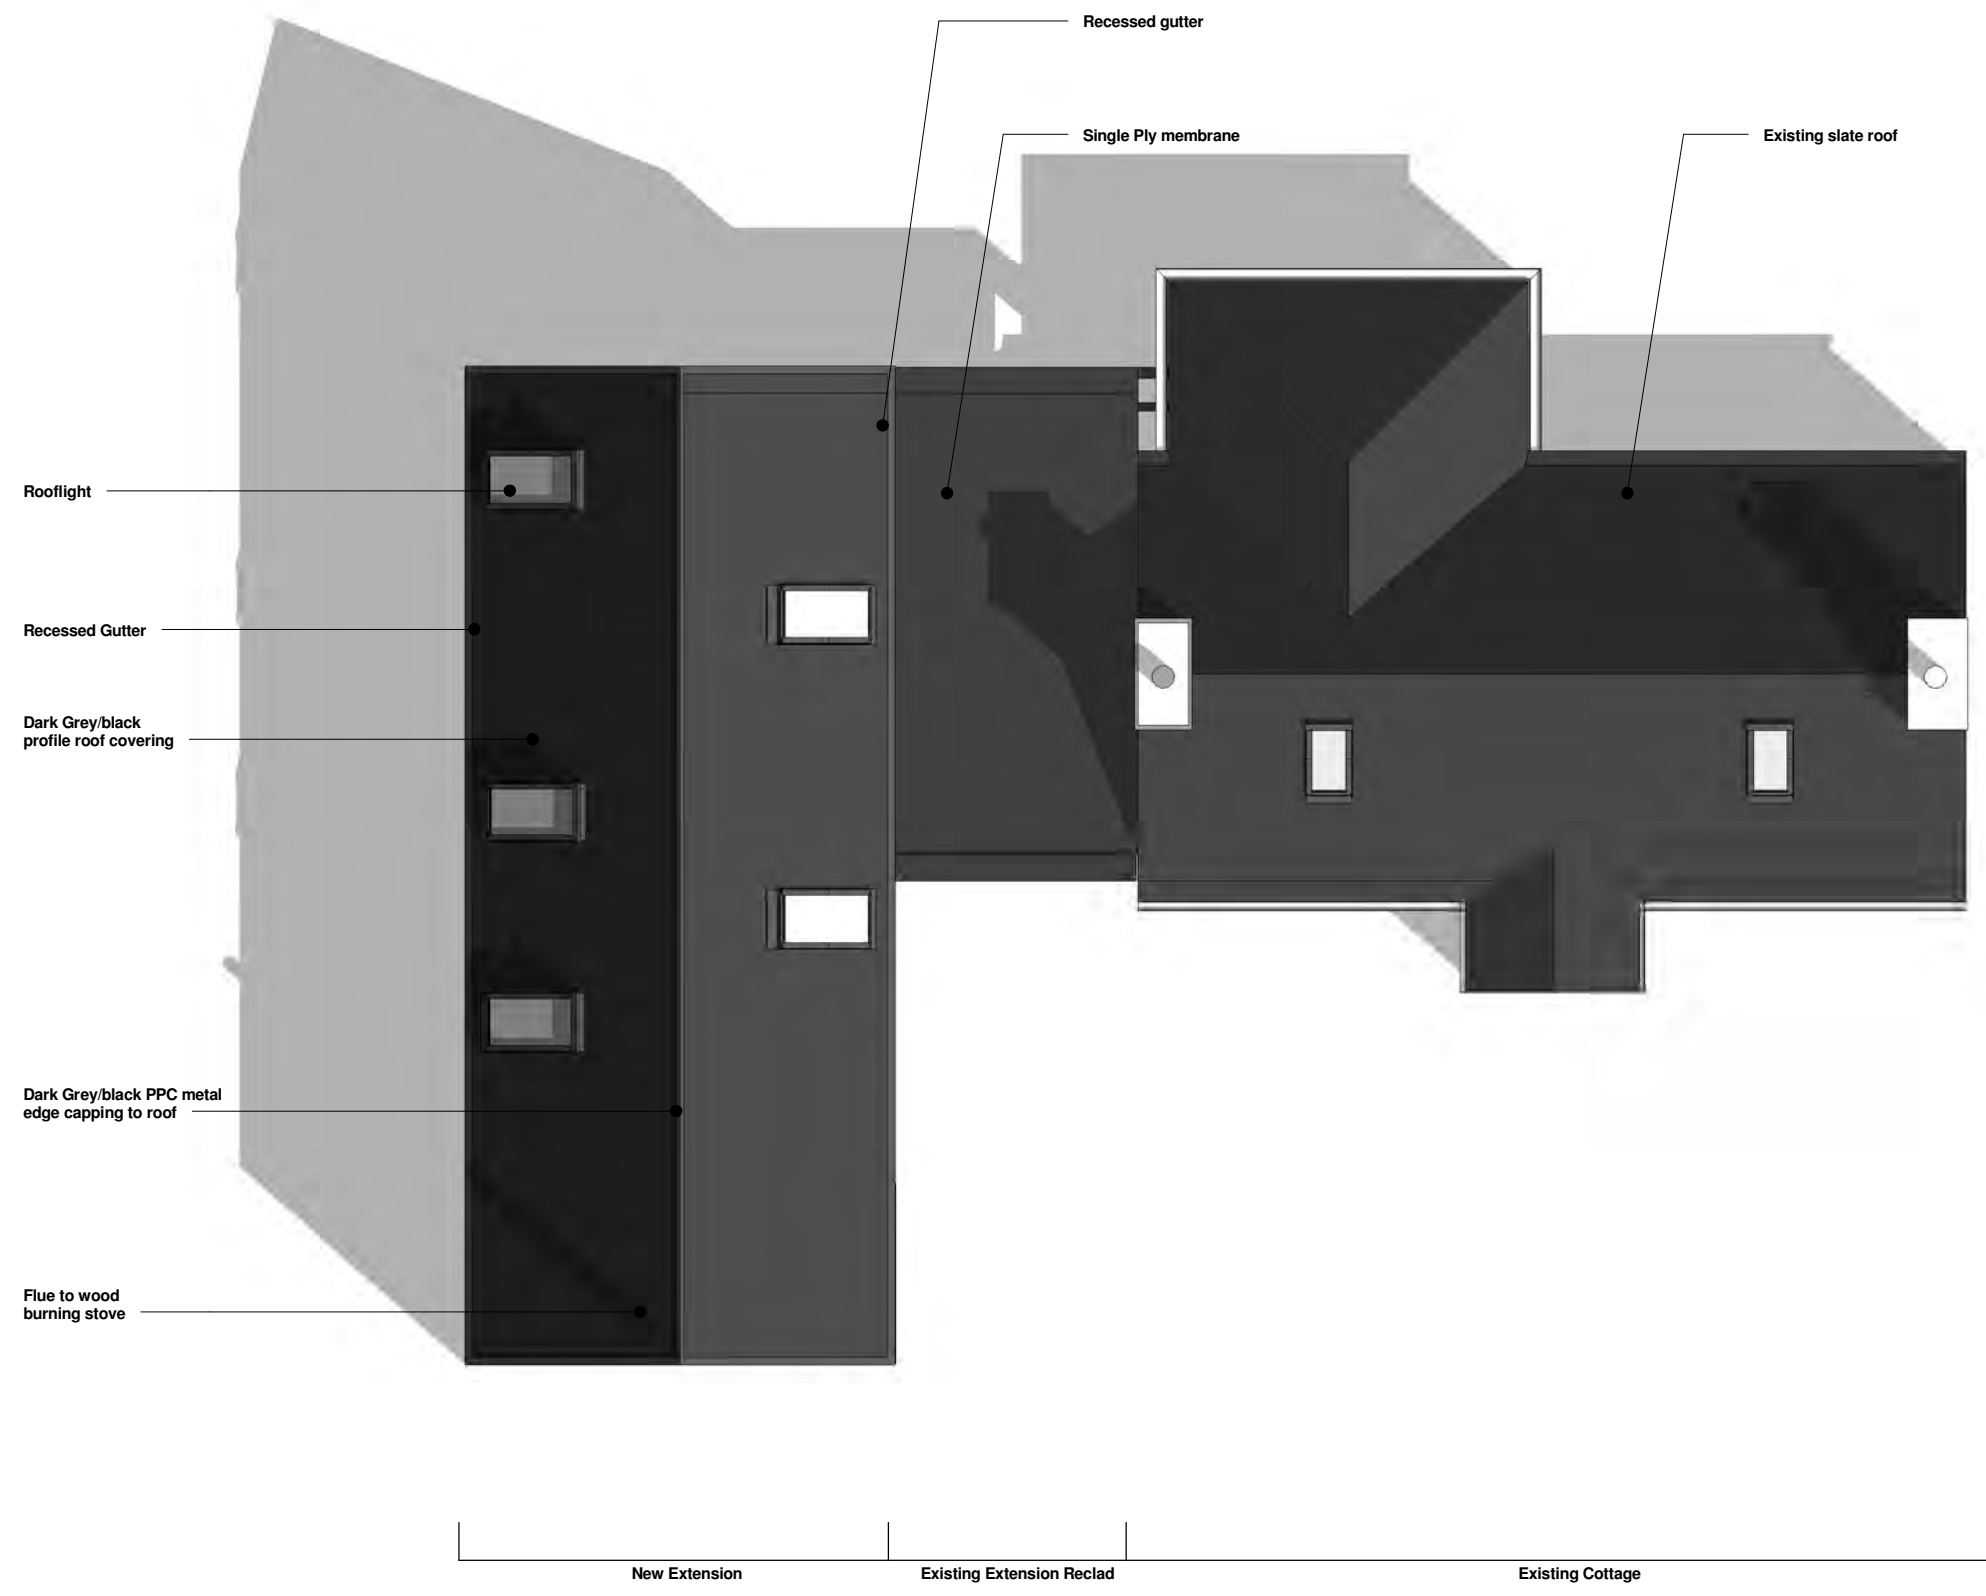 Recessed gutter
Single Ply membrane
Existing slate roof
Rooflight
Recessed Gutter
Dark Grey/black
profile roof covering
Dark Grey/black PPC metal
edge capping to roof
Flue to wood
burning stove
New Extension
Existing Extension Reclad
Existing Cottage